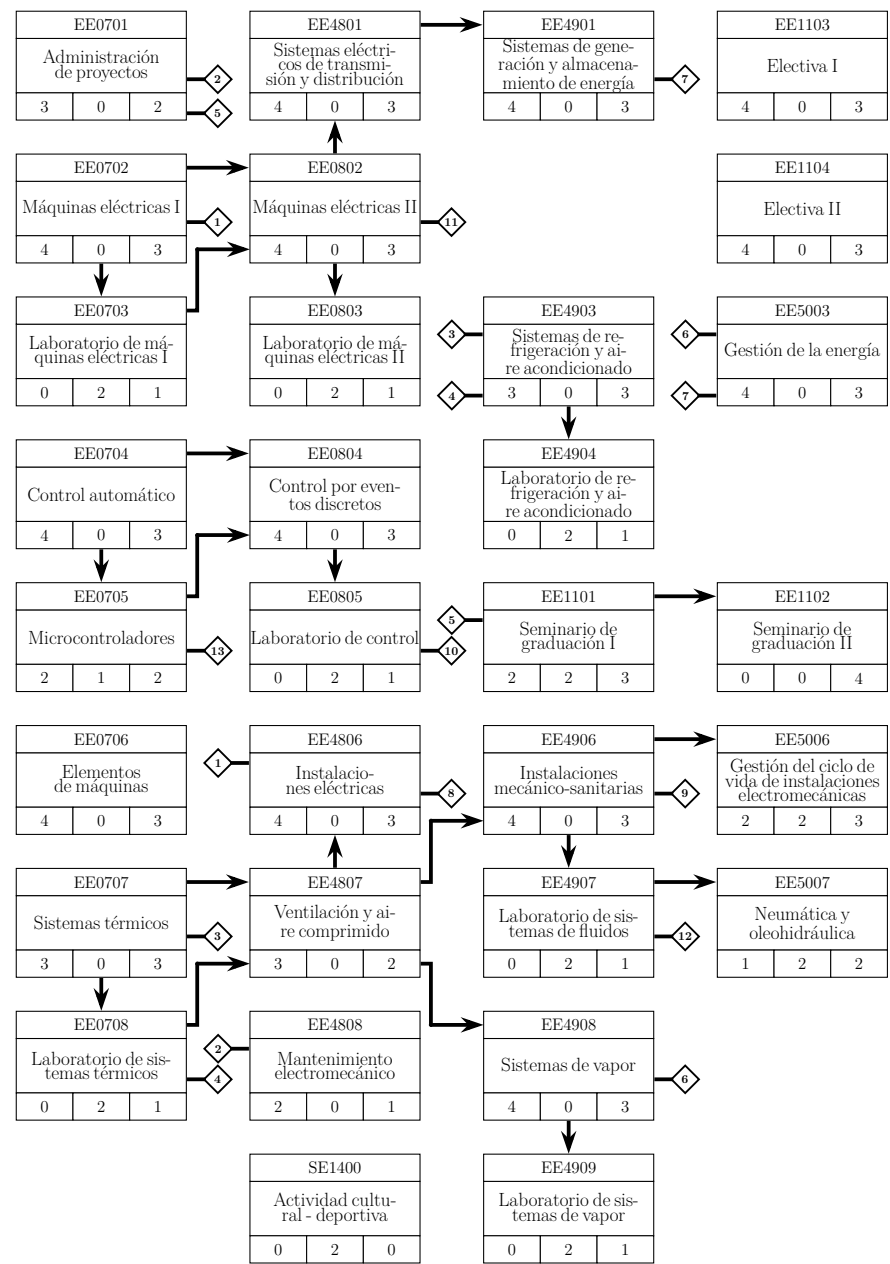 EE0701
Administración
de proyectos
3 0 2
2
5
EE0702
Máquinas eléctricas I
4 0 3
1
EE0703
Laboratorio de má-
quinas eléctricas I
0 2 1
EE0704
Control automático
4 0 3
EE0705
Microcontroladores
2 1 2
13
EE0706
Elementos
de máquinas
4 0 3
EE0707
Sistemas térmicos
3 0 3
3
EE0708
Laboratorio de sis-
temas térmicos
0 2 1
4
EE4801
Sistemas eléctri-
cos de transmi-
sión y distribución
4 0 3
EE0802
Máquinas eléctricas II
4 0 3
11
EE0803
Laboratorio de má-
quinas eléctricas II
0 2 1
EE0804
Control por even-
tos discretos
4 0 3
EE0805
Laboratorio de control
0 2 1
10
1
EE4806
Instalacio-
nes eléctricas
4 0 3
8
EE4807
Ventilación y ai-
re comprimido
3 0 2
2
EE4808
Mantenimiento
electromecánico
2 0 1
SE1400
Actividad cultu-
ral - deportiva
0 2 0
EE4901
Sistemas de gene-
ración y almacena-
miento de energía
4 0 3
7
3
4
EE4903
Sistemas de re-
frigeración y ai-
re acondicionado
3 0 3
EE4904
Laboratorio de re-
frigeración y ai-
re acondicionado
0 2 1
5
EE1101
Seminario de
graduación I
2 2 3
EE4906
Instalaciones
mecánico-sanitarias
4 0 3
9
EE4907
Laboratorio de sis-
temas de fluidos
0 2 1
12
EE4908
Sistemas de vapor
4 0 3
6
EE4909
Laboratorio de sis-
temas de vapor
0 2 1
EE1103
Electiva I
4 0 3
EE1104
Electiva II
4 0 3
6
7
EE5003
Gestión de la energía
4 0 3
EE1102
Seminario de
graduación II
0 0 4
EE5006
Gestión del ciclo de
vida de instalaciones
electromecánicas
2 2 3
EE5007
Neumática y
oleohidráulica
1 2 2